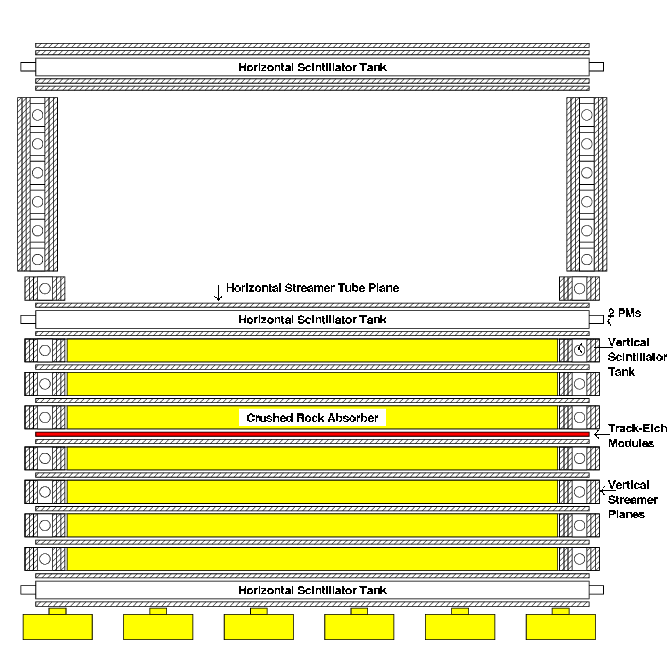 Horizontal Scintillator Tank
Horizontal Streamer Tube Plane
Horizontal Scintillator Tank
2 PMs
Vertical
Scintillator
Tank
Crushed Rock Absorber
Track-Etch
Modules
Vertical
Streamer
Planes
Horizontal Scintillator Tank